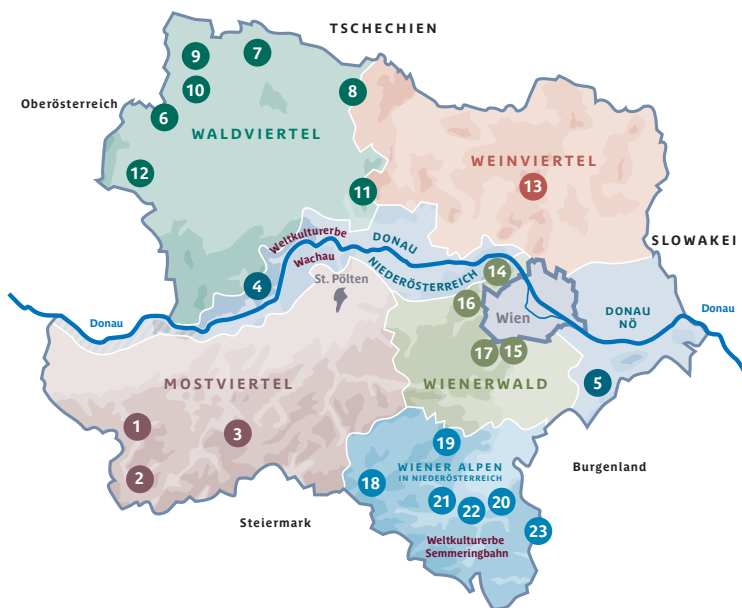 TSCHECHIEN
9
7
10
8
Oberösterreich
6
WALDVIERTEL
WEINVIERTEL
12
13
11
Weltkulturerbe
Wachau
DONAU
NIEDERÖSTERREICH
SLOWAKEI
14
St. Pölten
4
16
Wien
DONAU
NÖ
Donau
Donau
17
15
MOSTVIERTEL
WIENERWALD
5
1
3
19
2
WIENER ALPEN
IN NIEDERÖSTERREICH
Burgenland
18
21
22
20
Steiermark
23
Weltkulturerbe
Semmeringbahn